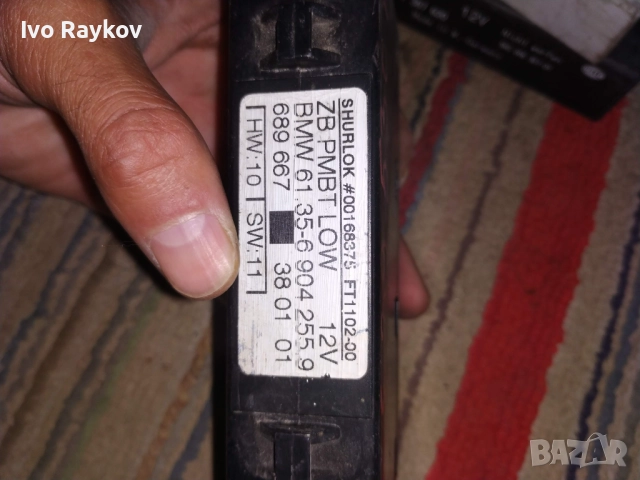 Ivo Raykov
SHURLOK #00168375 FT1102-00
ZB PMBT LOW 12V
BMW 61.35-6 904 255.9
689 667 38 01 01
HW:10 SW:11
12V
BAZAR